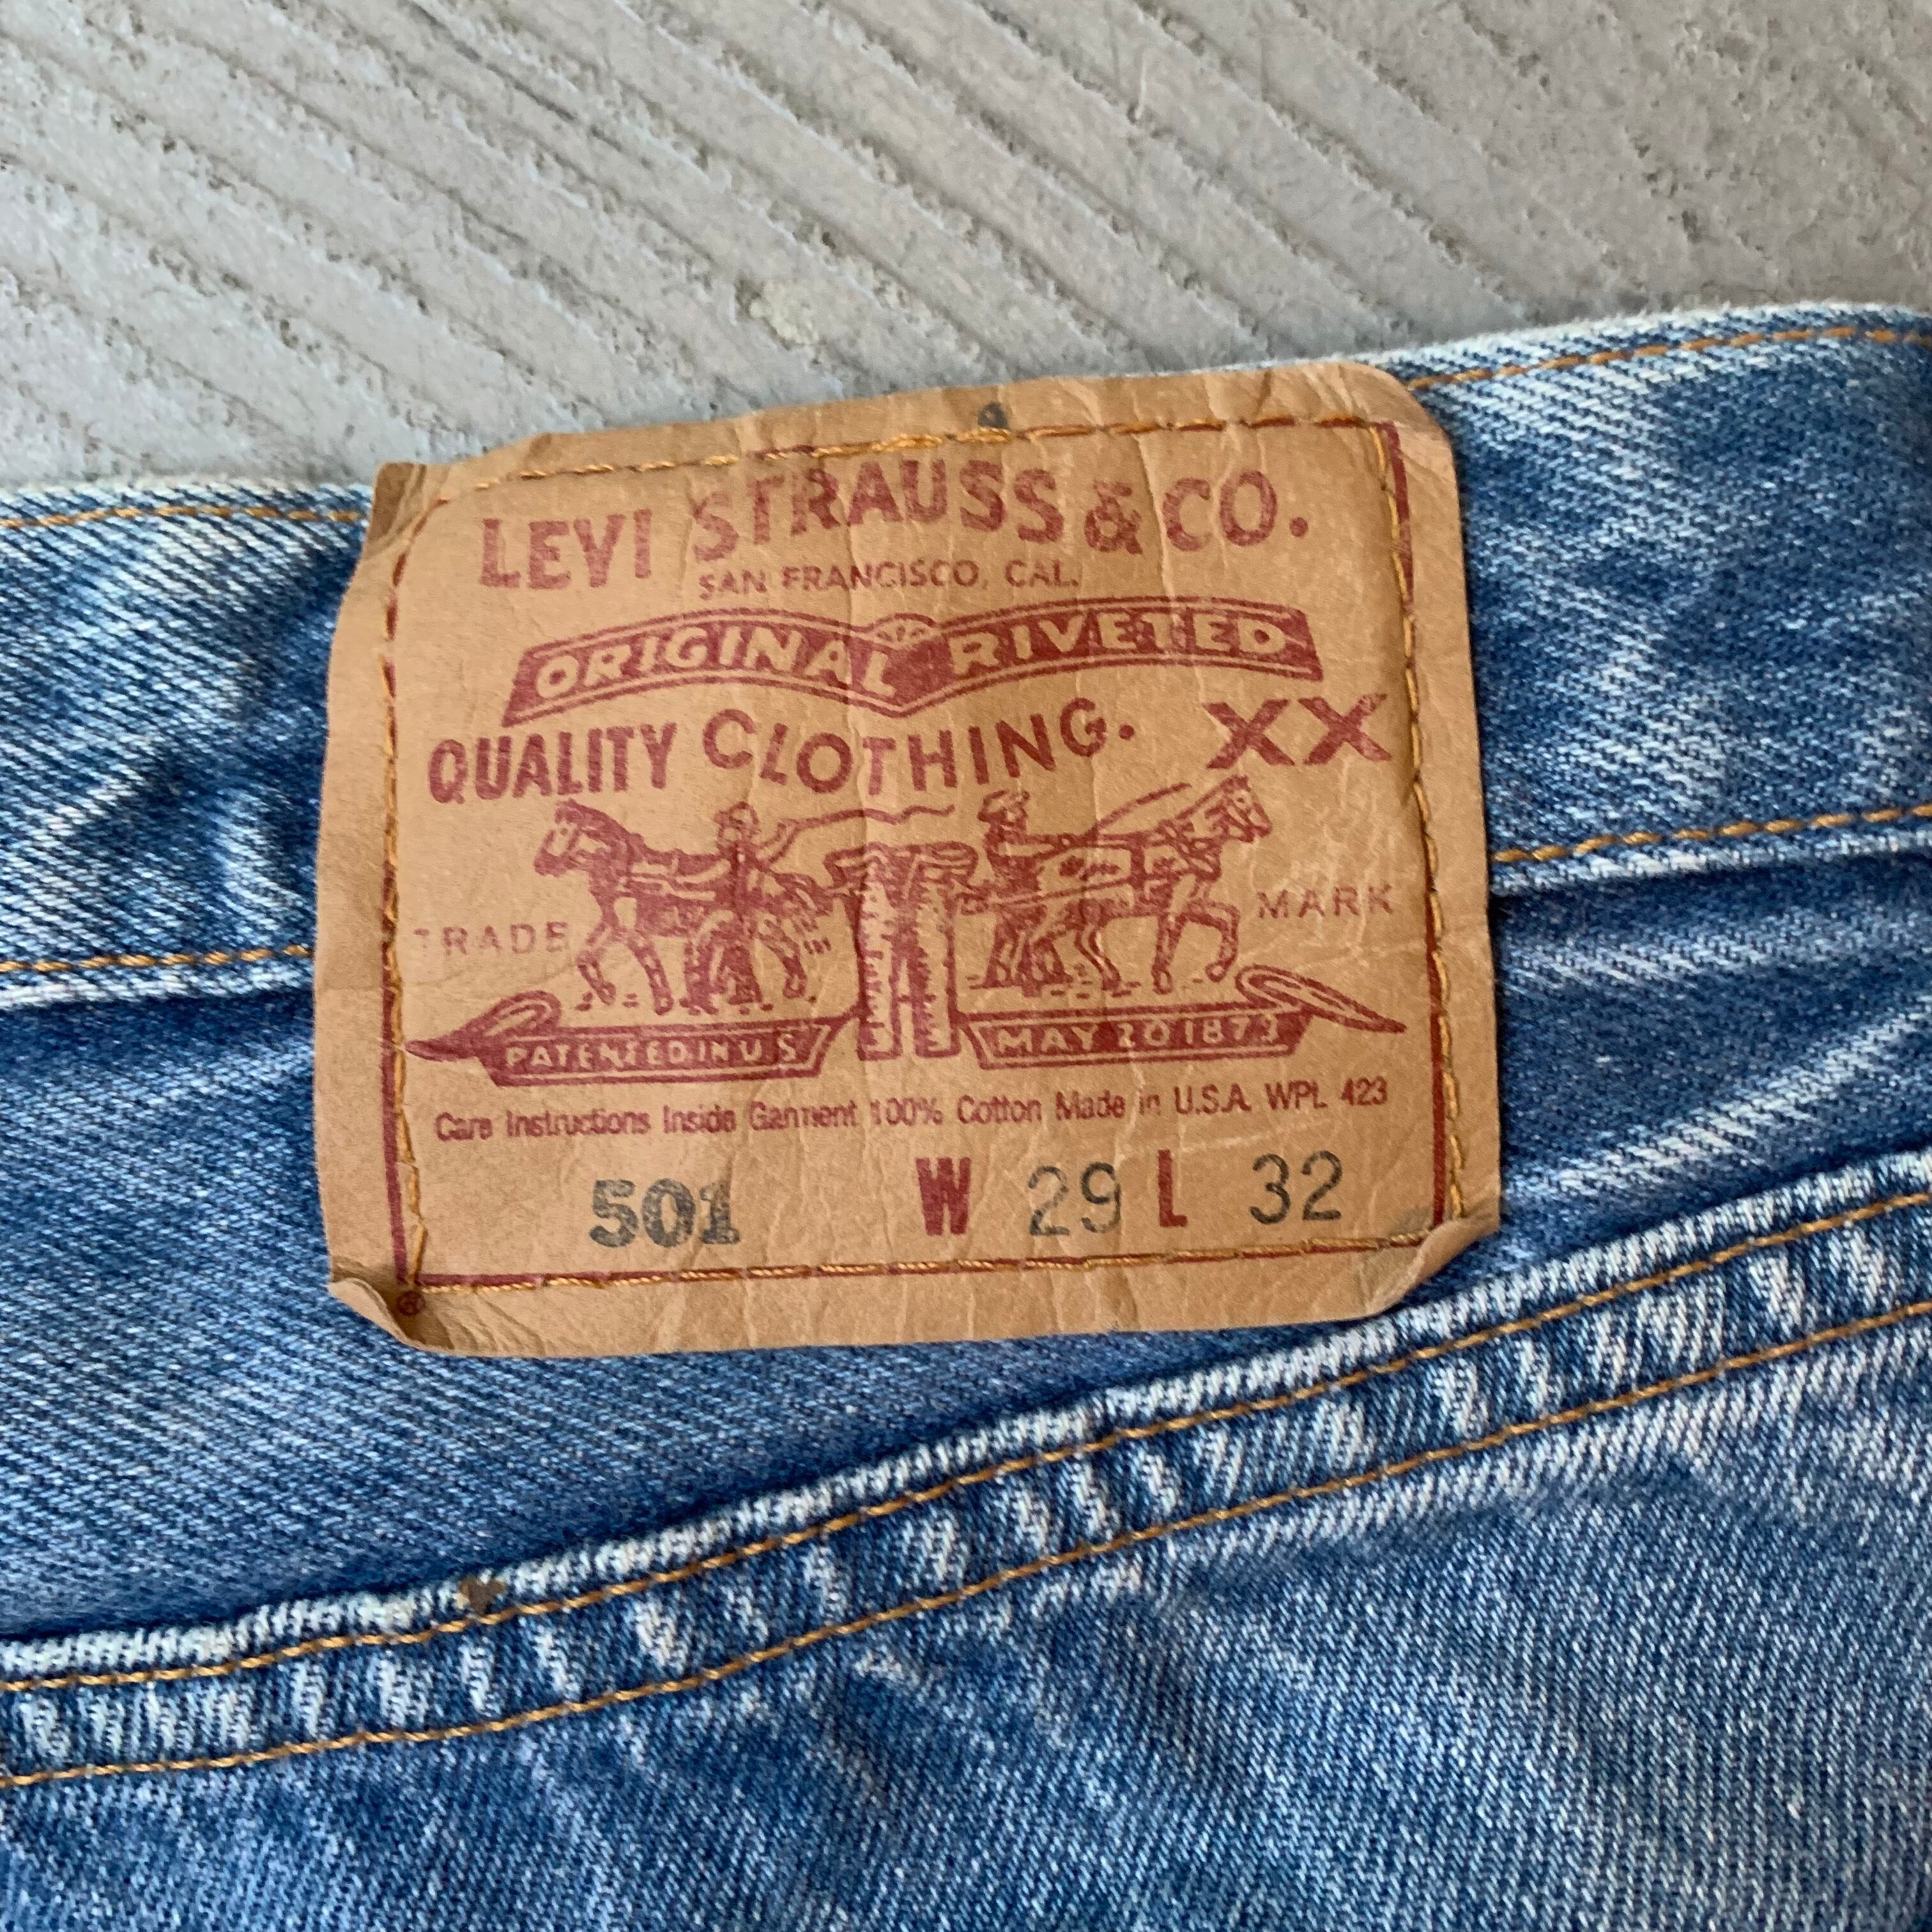 LEVI STRAUSS & CO.
SAN FRANCISCO, CAL.
ORIGINAL RIVETED
QUALITY CLOTHING. XX
TRADE MARK
PATENTED IN U S MAY 20 1873
Care Instructions Inside Garment 100% Cotton Made in U.S.A. WPL 423
501 W 29 L 32
®